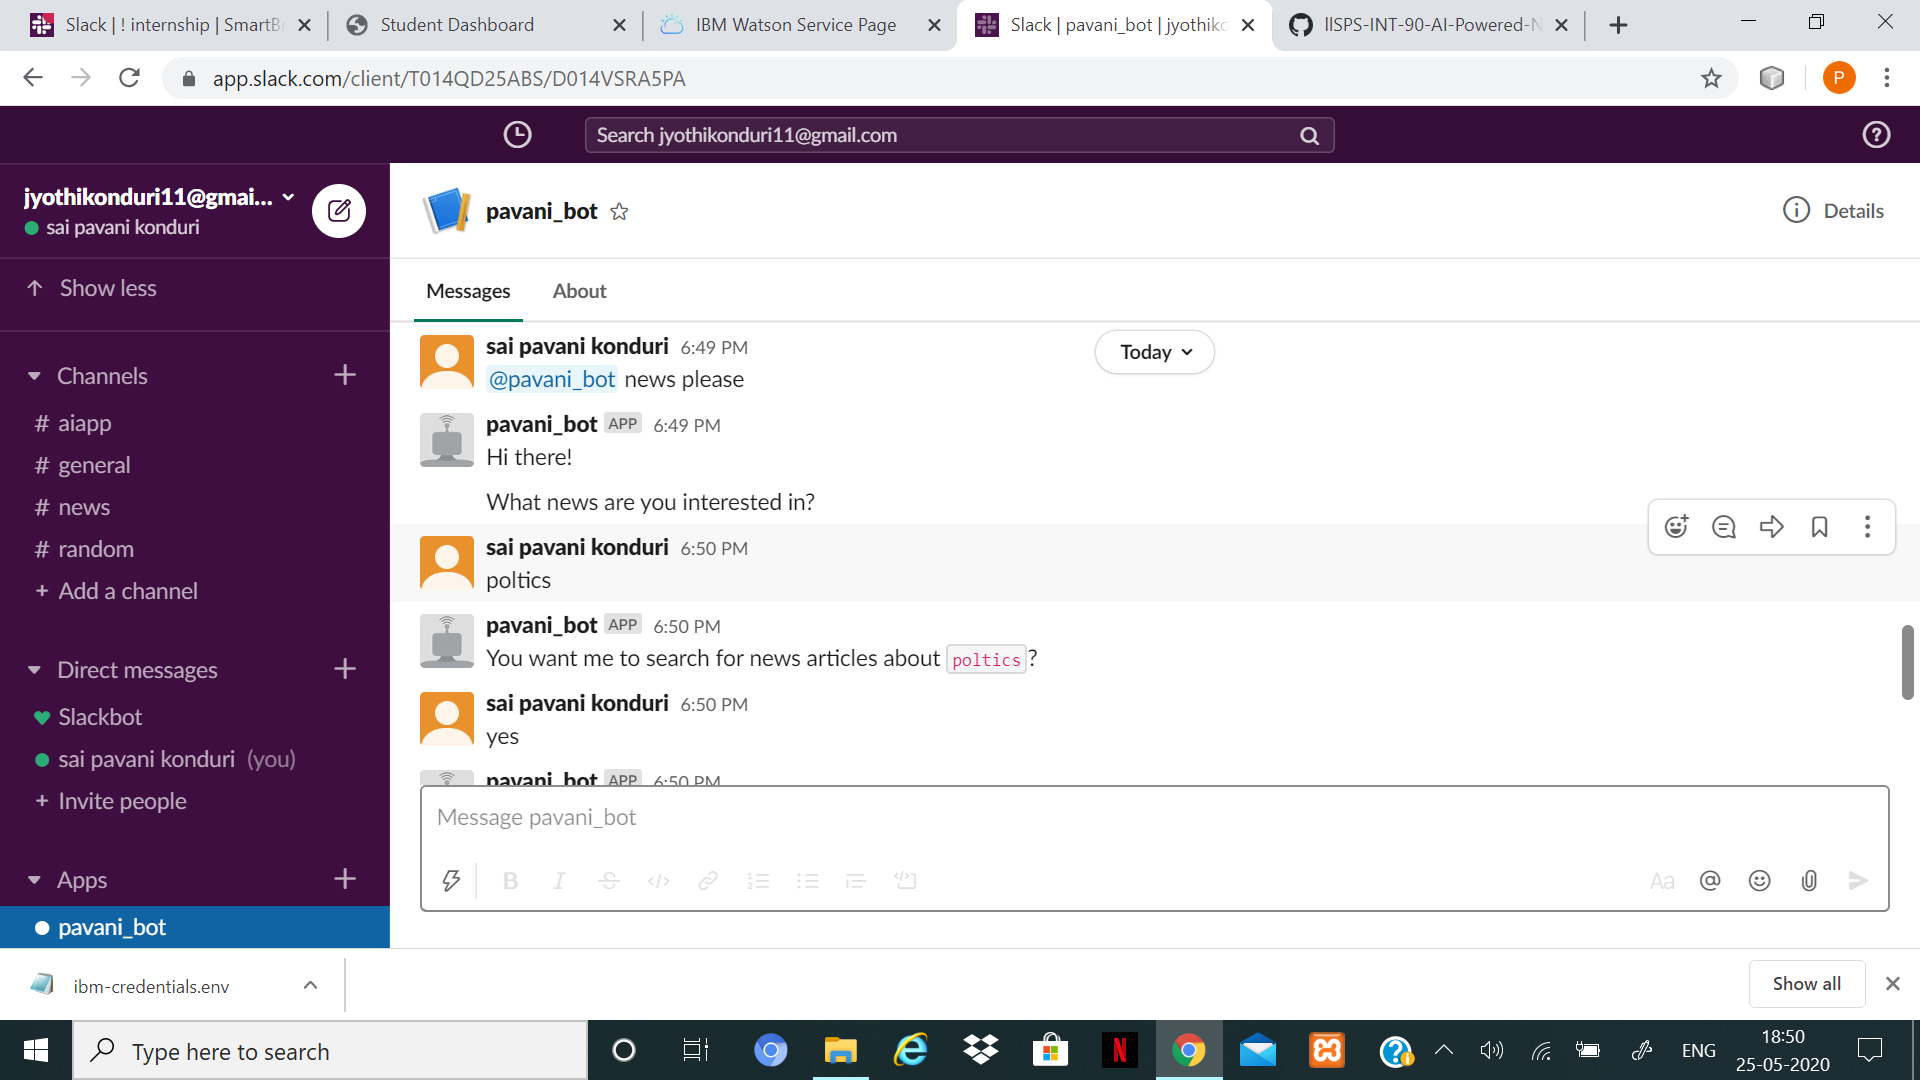 Slack | ! internship | SmartBr
Student Dashboard
IBM Watson Service Page
Slack | pavani_bot | jyothiko
llSPS-INT-90-AI-Powered-N
app.slack.com/client/T014QD25ABS/D014VSRA5PA
P
Search jyothikonduri11@gmail.com
jyothikonduri11@gmai...
sai pavani konduri
Show less
Channels
# aiapp
# general
# news
# random
+ Add a channel
Direct messages
Slackbot
sai pavani konduri (you)
+ Invite people
Apps
pavani_bot
pavani_bot
Details
Messages About
Today
sai pavani konduri 6:49 PM
@pavani_bot news please
pavani_bot APP 6:49 PM
Hi there!
What news are you interested in?
sai pavani konduri 6:50 PM
poltics
pavani_bot APP 6:50 PM
You want me to search for news articles about poltics?
sai pavani konduri 6:50 PM
yes
pavani_bot APP 6:50 PM
Message pavani_bot
B I Aa @
ibm-credentials.env
Show all
Type here to search
N
ENG
18:50
25-05-2020